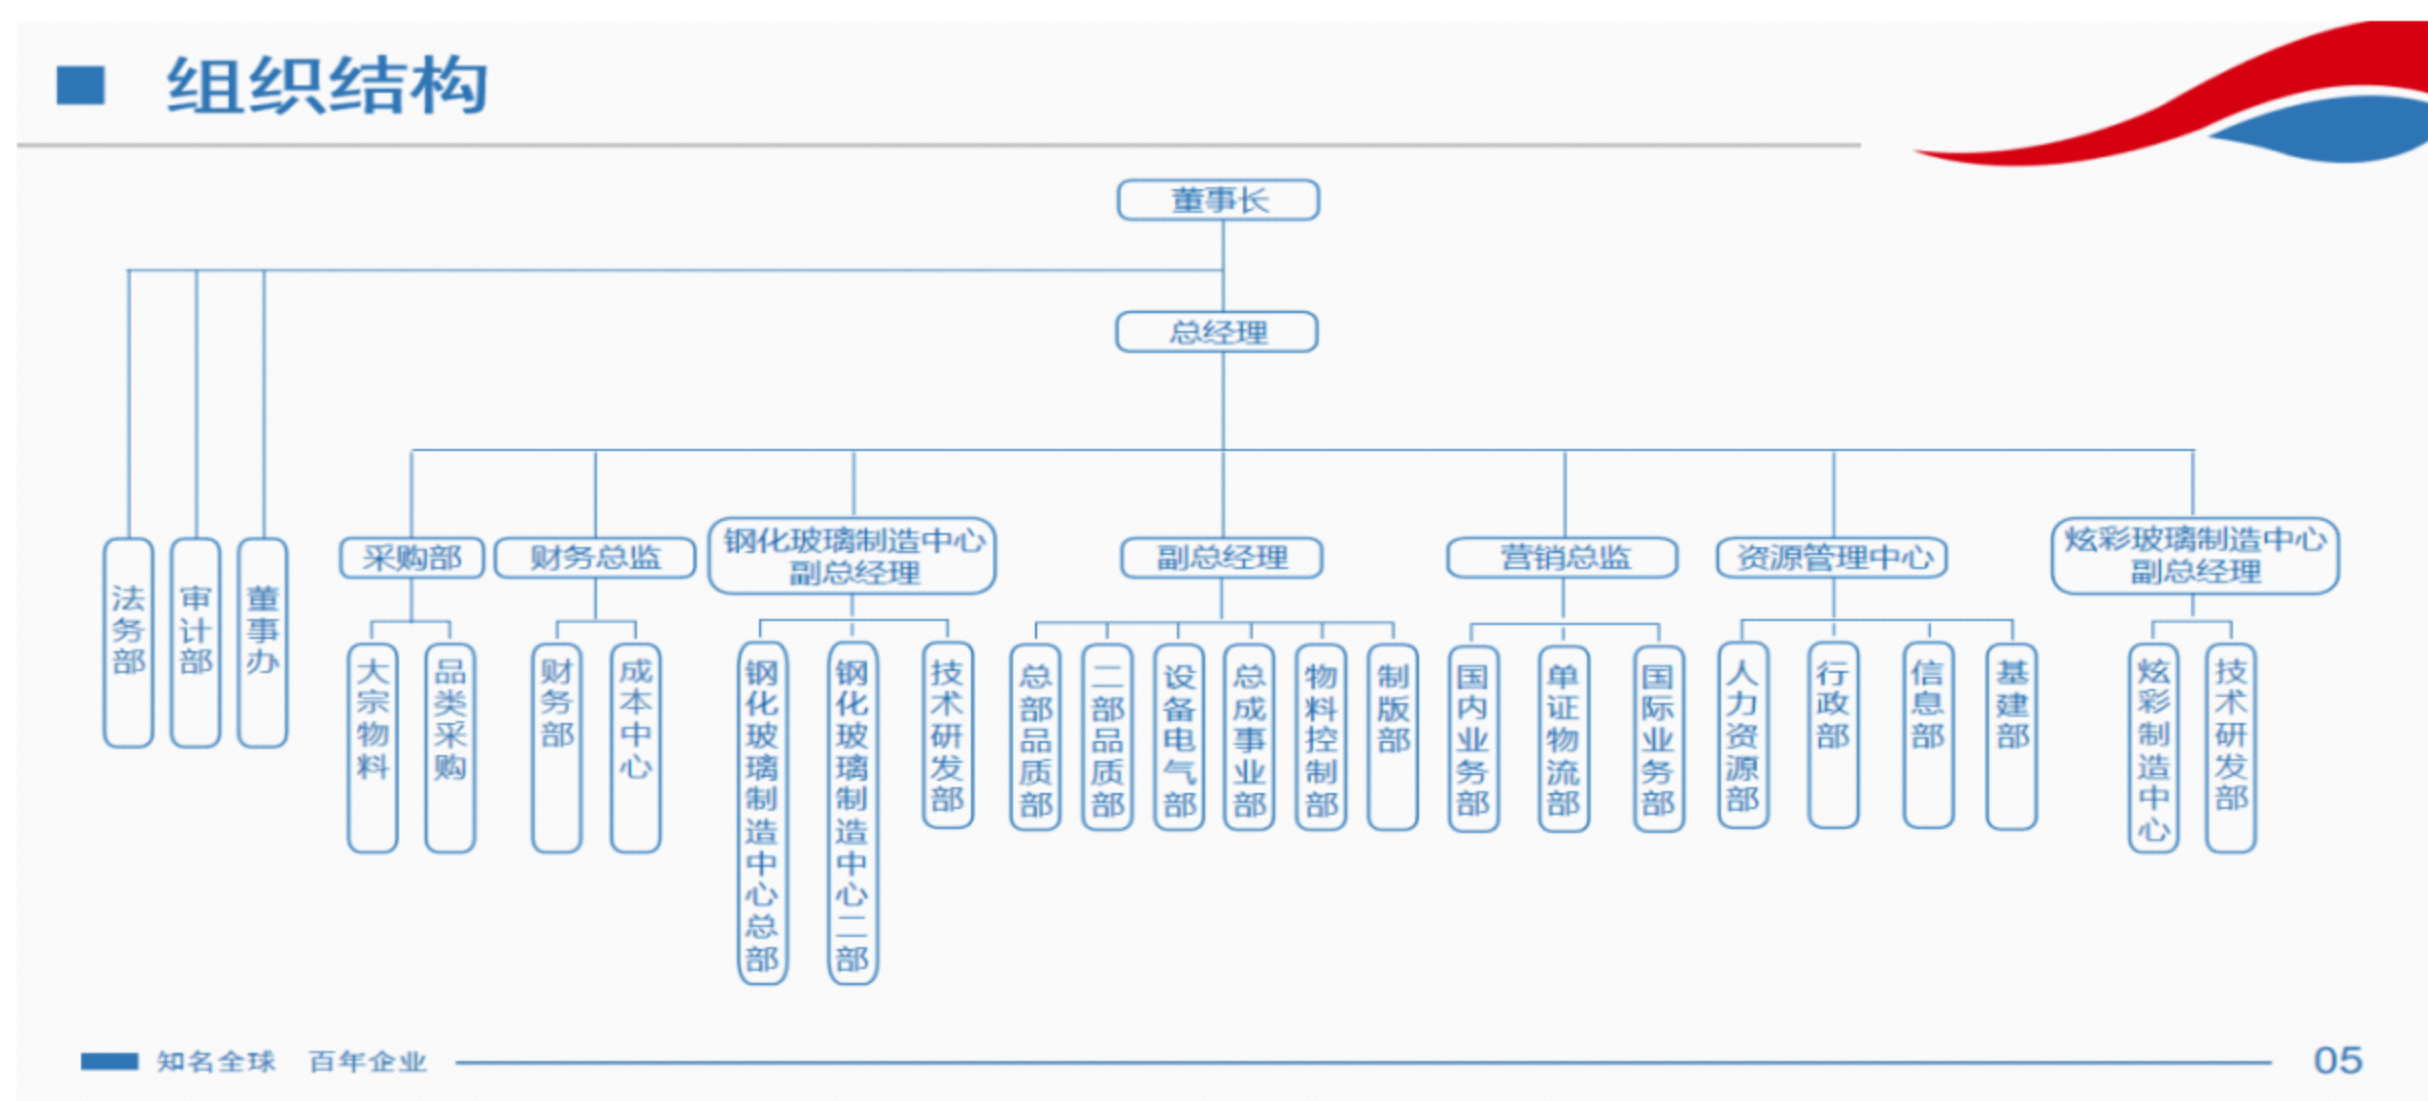 组织结构
董事长
总经理
法务部
审计部
董事办
采购部
财务总监
钢化玻璃制造中心
副总经理
副总经理
营销总监
资源管理中心
炫彩玻璃制造中心
副总经理
大宗物料
品类采购
财务部
成本中心
钢化玻璃制造中心总部
钢化玻璃制造中心二部
技术研发部
总部品质部
二部品质部
设备电气部
总成事业部
物料控制部
制版部
国内业务部
单证物流部
国际业务部
人力资源部
行政部
信息部
基建部
炫彩制造中心
技术研发部
知名全球 百年企业
05